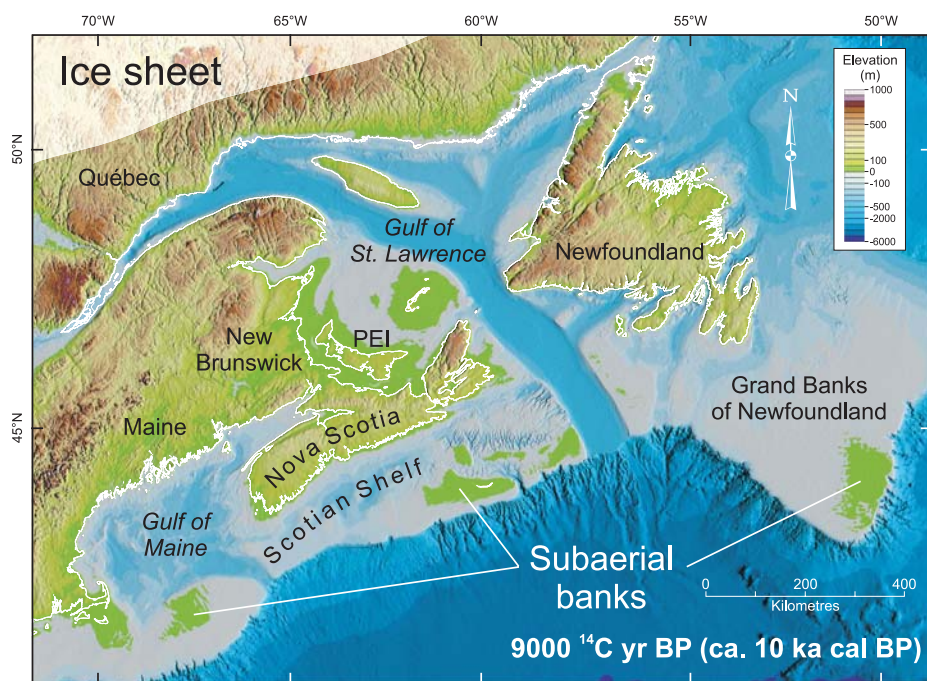 70°W
65°W
60°W
55°W
50°W
Ice sheet
Elevation
(m)
1000
500
100
0
-100
-500
-2000
-6000
N
50°N
Québec
Gulf of
St. Lawrence
Newfoundland
New
Brunswick
PEI
Grand Banks
of Newfoundland
45°N
Maine
Nova Scotia
Scotian Shelf
Gulf of
Maine
Subaerial
banks
0 200 400
Kilometres
9000 ¹⁴C yr BP (ca. 10 ka cal BP)